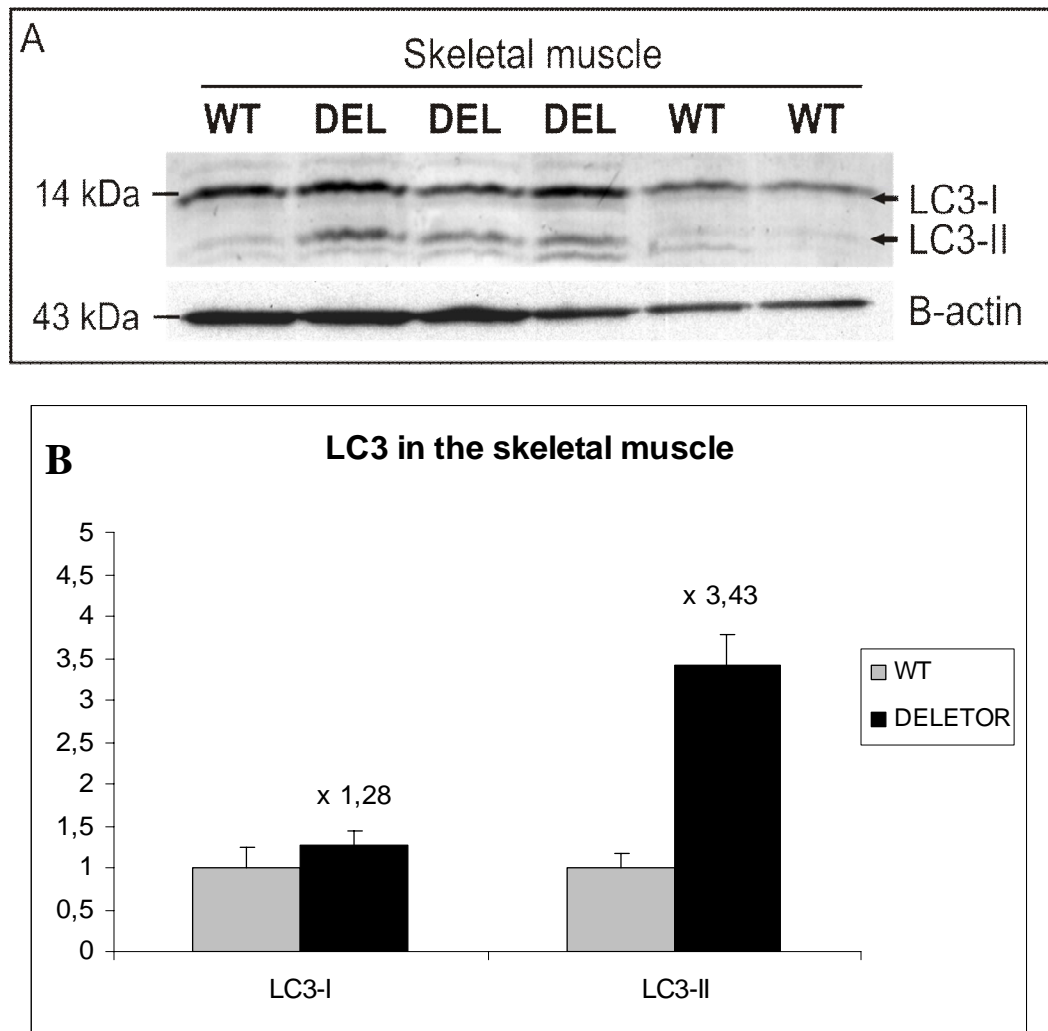 A
Skeletal muscle
WT DEL DEL DEL WT WT
14 kDa
LC3-I
LC3-II
43 kDa
B-actin
B
LC3 in the skeletal muscle
5
4,5
4
3,5
3
2,5
2
1,5
1
0,5
0
x 1,28
x 3,43
WT
DELETOR
LC3-I
LC3-II